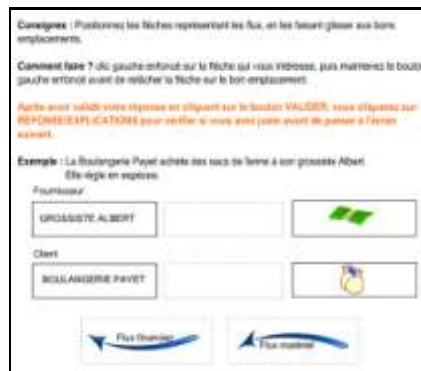 Consignes : Positionnez les flèches représentant les flux, en les faisant glisser aux bons
emplacements.
Comment faire ? clic gauche enfoncé sur la flèche qui vous intéresse, puis maintenez le bouton
gauche enfoncé avant de relâcher la flèche sur le bon emplacement.
Après avoir validé votre réponse en cliquant sur le bouton VALIDER, vous cliquerez sur
REPONSE/EXPLICATIONS pour vérifier si vous avez juste avant de passer à l'écran
suivant.
Exemple : La Boulangerie Payet achète des sacs de farine à son grossiste Albert.
Elle règle en espèces.
Fournisseur
GROSSISTE ALBERT
Client
BOULANGERIE PAYET
Flux financier
Flux matériel